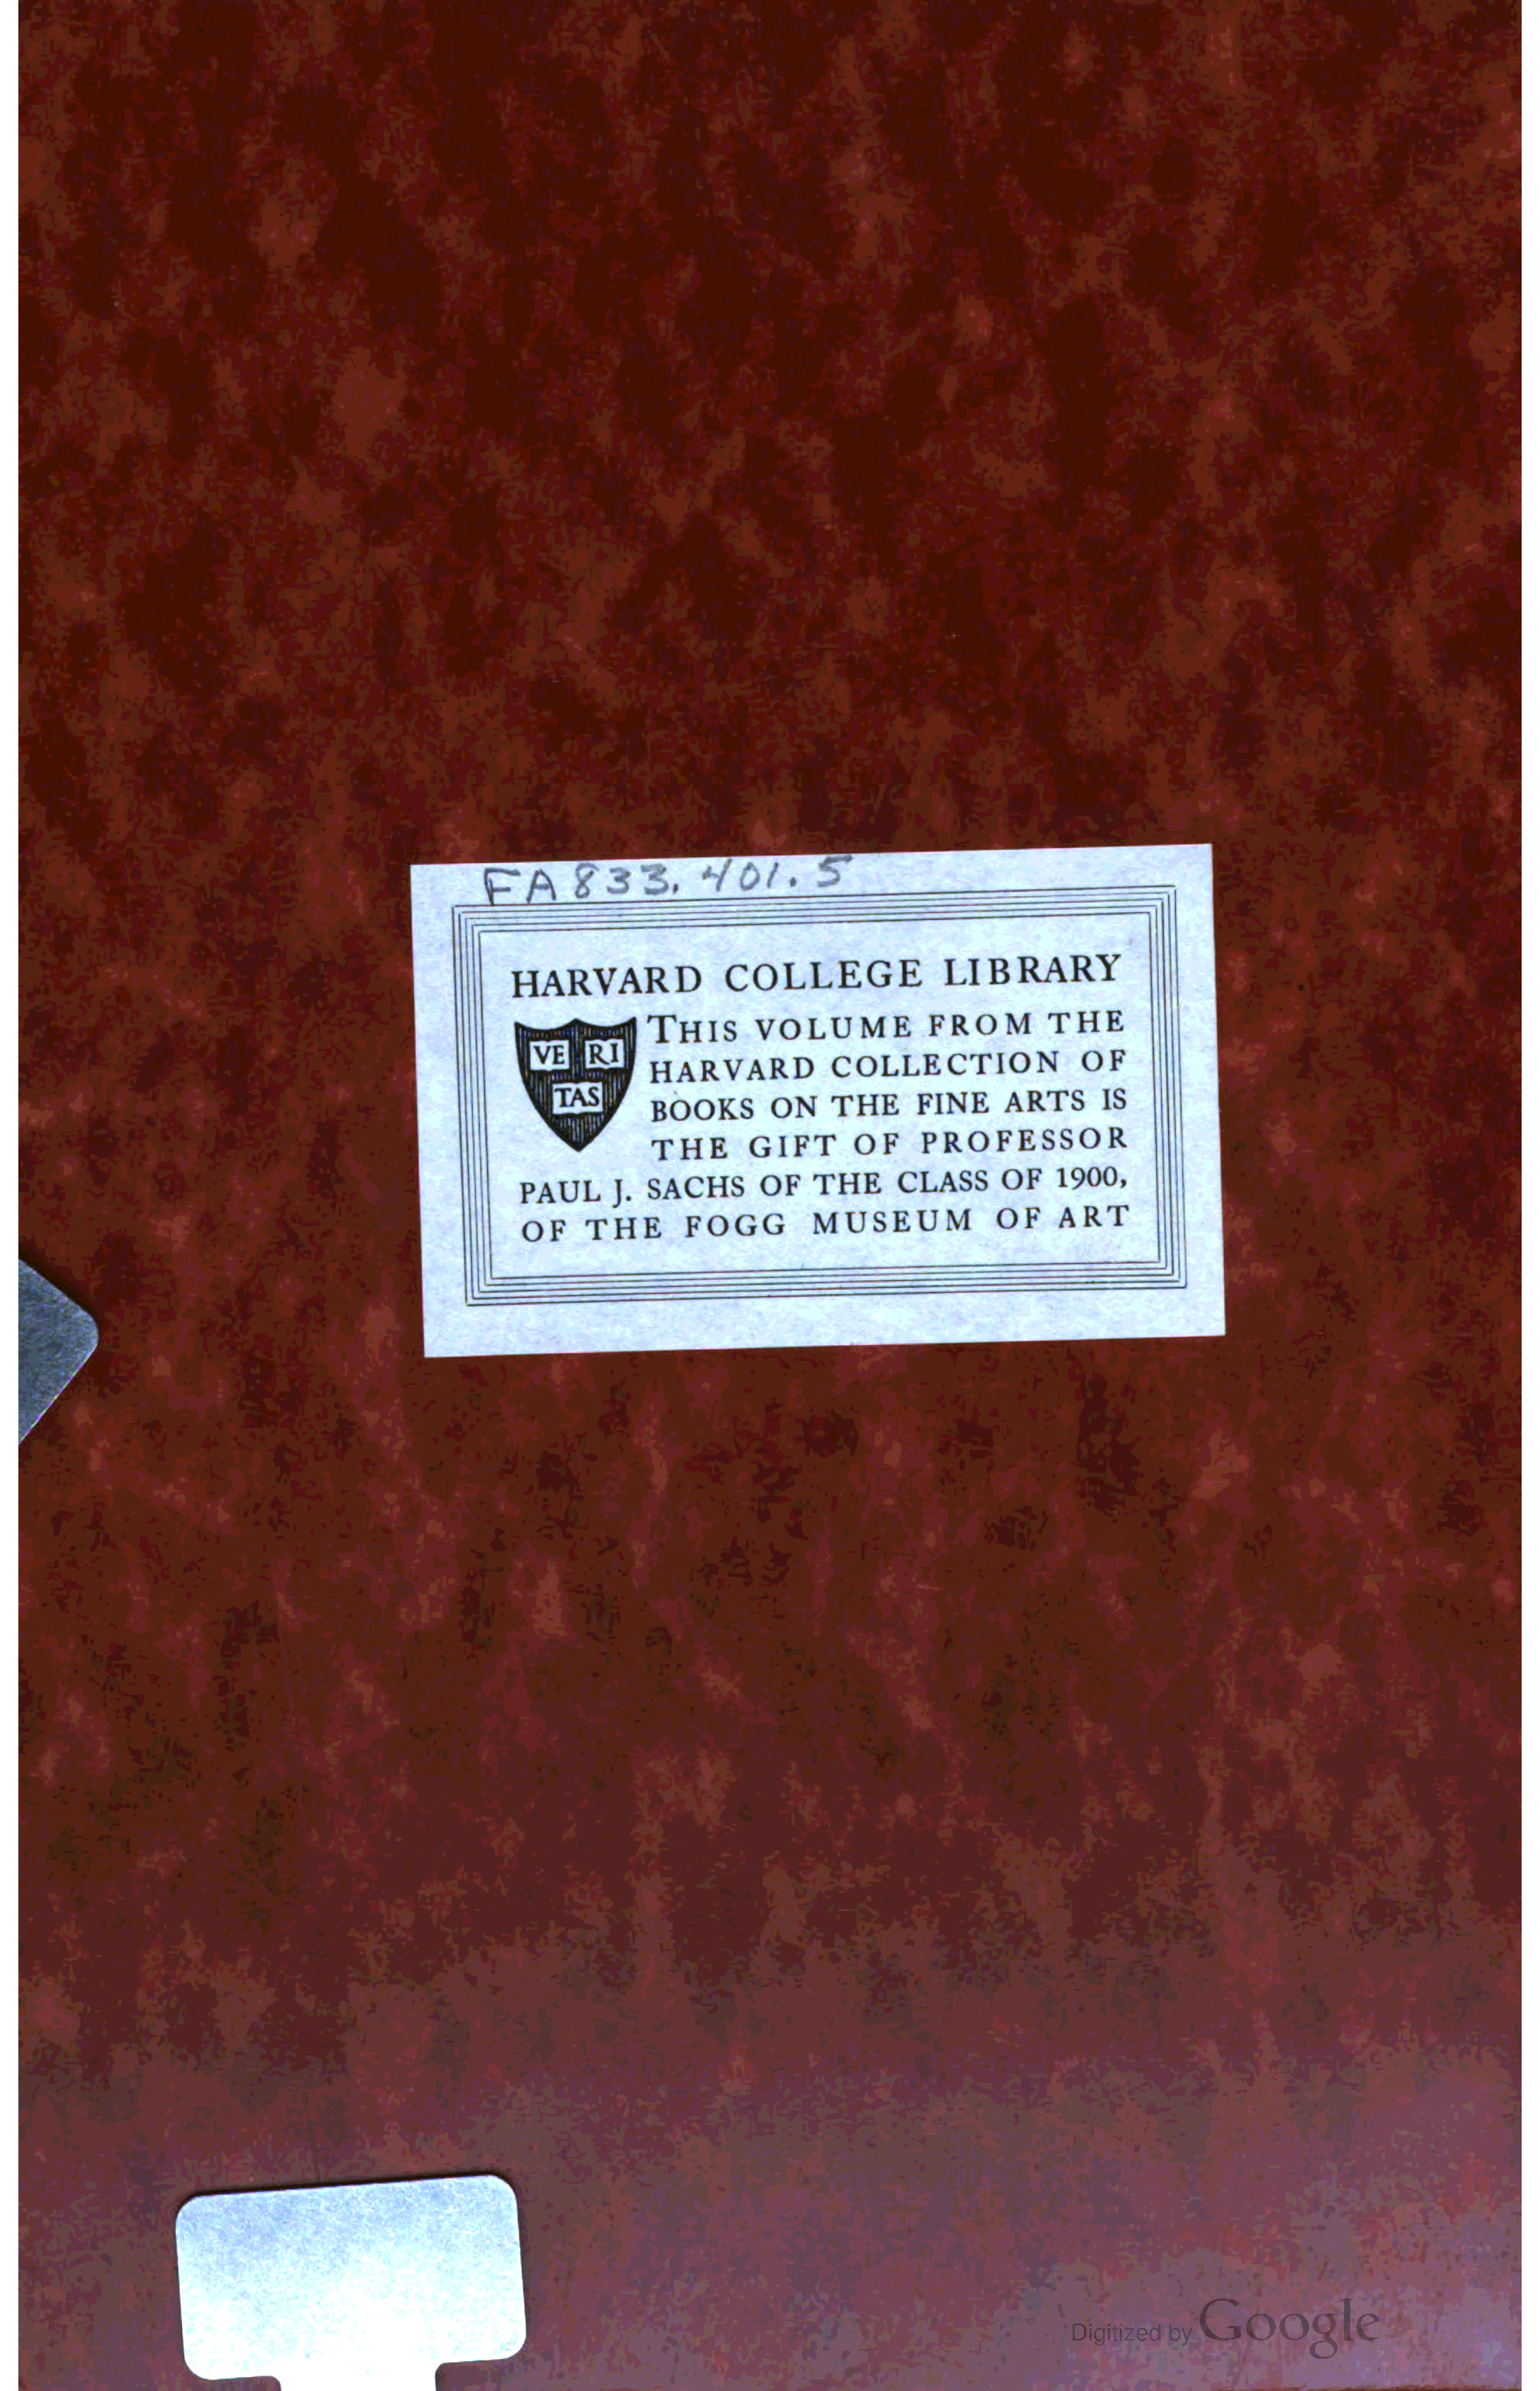 FA833.401.5
HARVARD COLLEGE LIBRARY
VE RI
TAS
THIS VOLUME FROM THE
HARVARD COLLECTION OF
BOOKS ON THE FINE ARTS IS
THE GIFT OF PROFESSOR
PAUL J. SACHS OF THE CLASS OF 1900,
OF THE FOGG MUSEUM OF ART
Digitized by Google